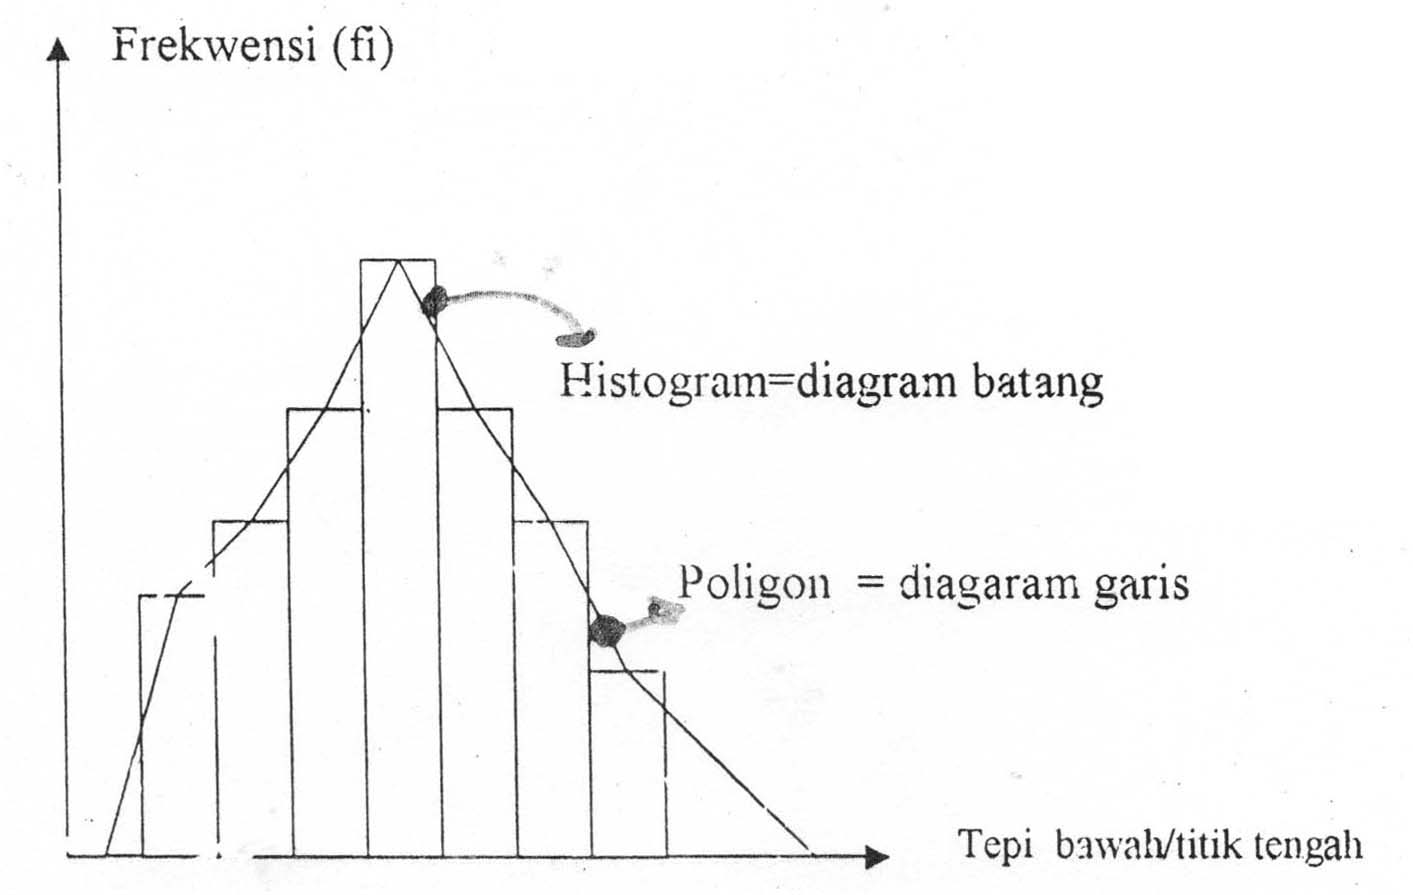 Frekwensi (fi)
Histogram=diagram batang
Poligon = diagaram garis
Tepi bawah/titik tengah